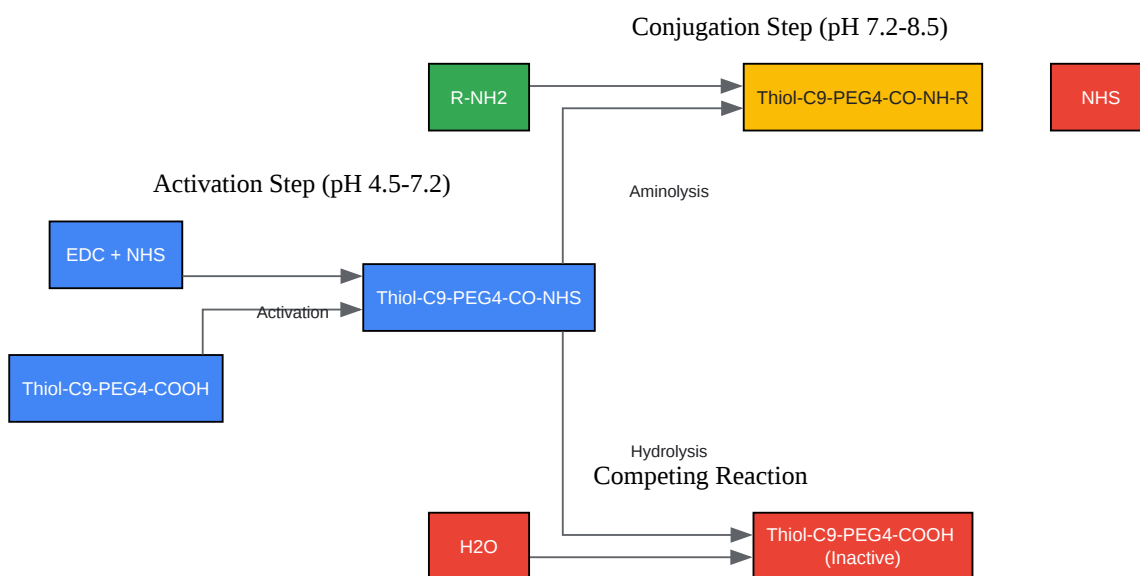 Conjugation Step (pH 7.2-8.5)
R-NH2
Thiol-C9-PEG4-CO-NH-R
NHS
Activation Step (pH 4.5-7.2)
Aminolysis
EDC + NHS
Thiol-C9-PEG4-CO-NHS
Activation
Thiol-C9-PEG4-COOH
Hydrolysis
Competing Reaction
H2O
Thiol-C9-PEG4-COOH
(Inactive)